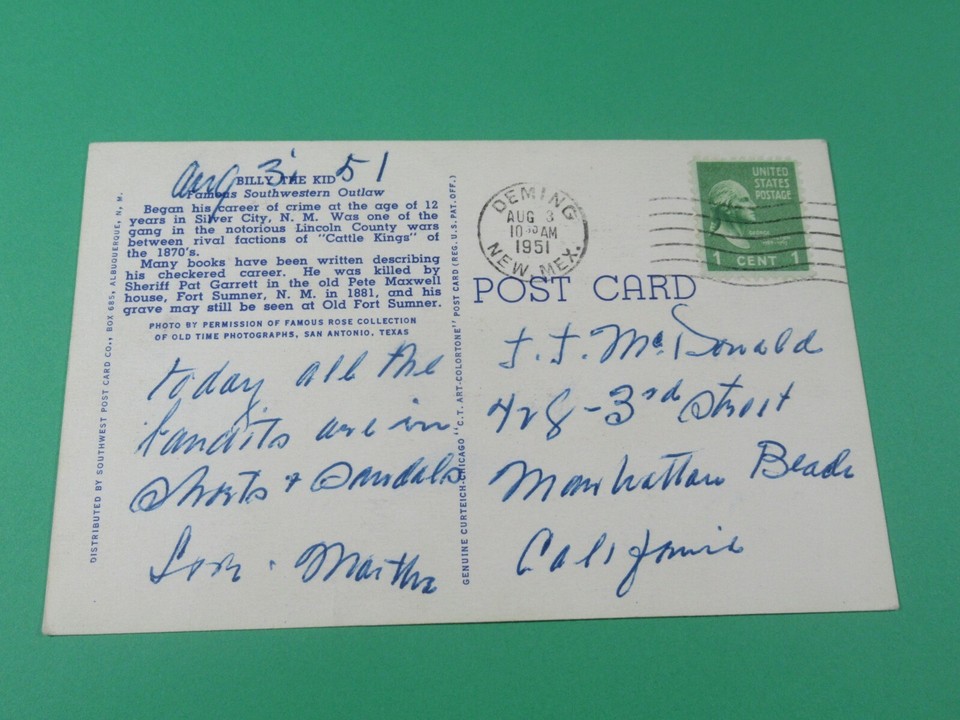 Aug 3, 51
BILLY THE KID
Famous Southwestern Outlaw
Began his career of crime at the age of 12
years in Silver City, N. M. Was one of the
gang in the notorious Lincoln County wars
between rival factions of "Cattle Kings" of
the 1870's.
Many books have been written describing
his checkered career. He was killed by
Sheriff Pat Garrett in the old Pete Maxwell
house, Fort Sumner, N. M. in 1881, and his
grave may still be seen at Old Fort Sumner.
PHOTO BY PERMISSION OF FAMOUS ROSE COLLECTION
OF OLD TIME PHOTOGRAPHS, SAN ANTONIO, TEXAS
Today all the
bandits are in
Shorts + Sandals
Love. Martha
DISTRIBUTED BY SOUTHWEST POST CARD CO., BOX 685, ALBUQUERQUE, N. M.
GENUINE CURTEICH-CHICAGO "C.T. ART-COLORTONE" POST CARD (REG. U.S. PAT. OFF.)
DEMING
AUG 3
10 AM
1951
NEW MEX.
UNITED
STATES
POSTAGE
1 CENT 1
POST CARD
J. J. McDonald
428-3rd Street
Manhattan Beach
California